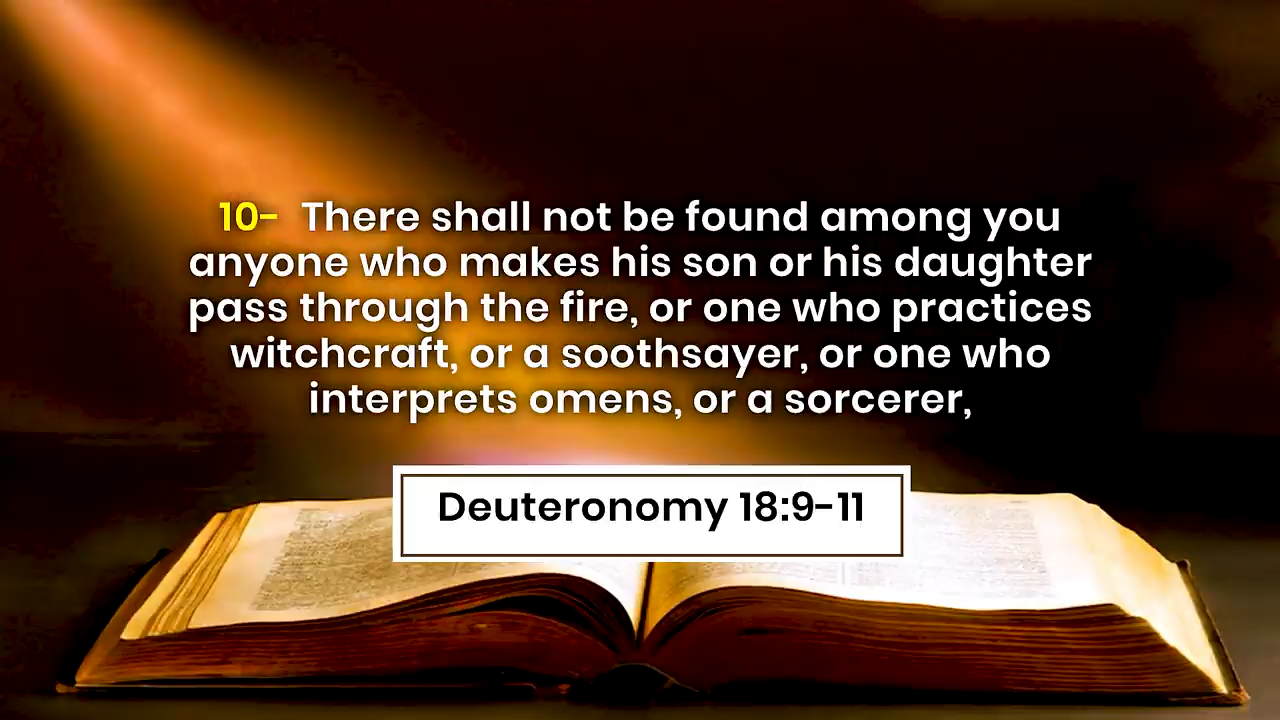 10- There shall not be found among you
anyone who makes his son or his daughter
pass through the fire, or one who practices
witchcraft, or a soothsayer, or one who
interprets omens, or a sorcerer,
Deuteronomy 18:9-11